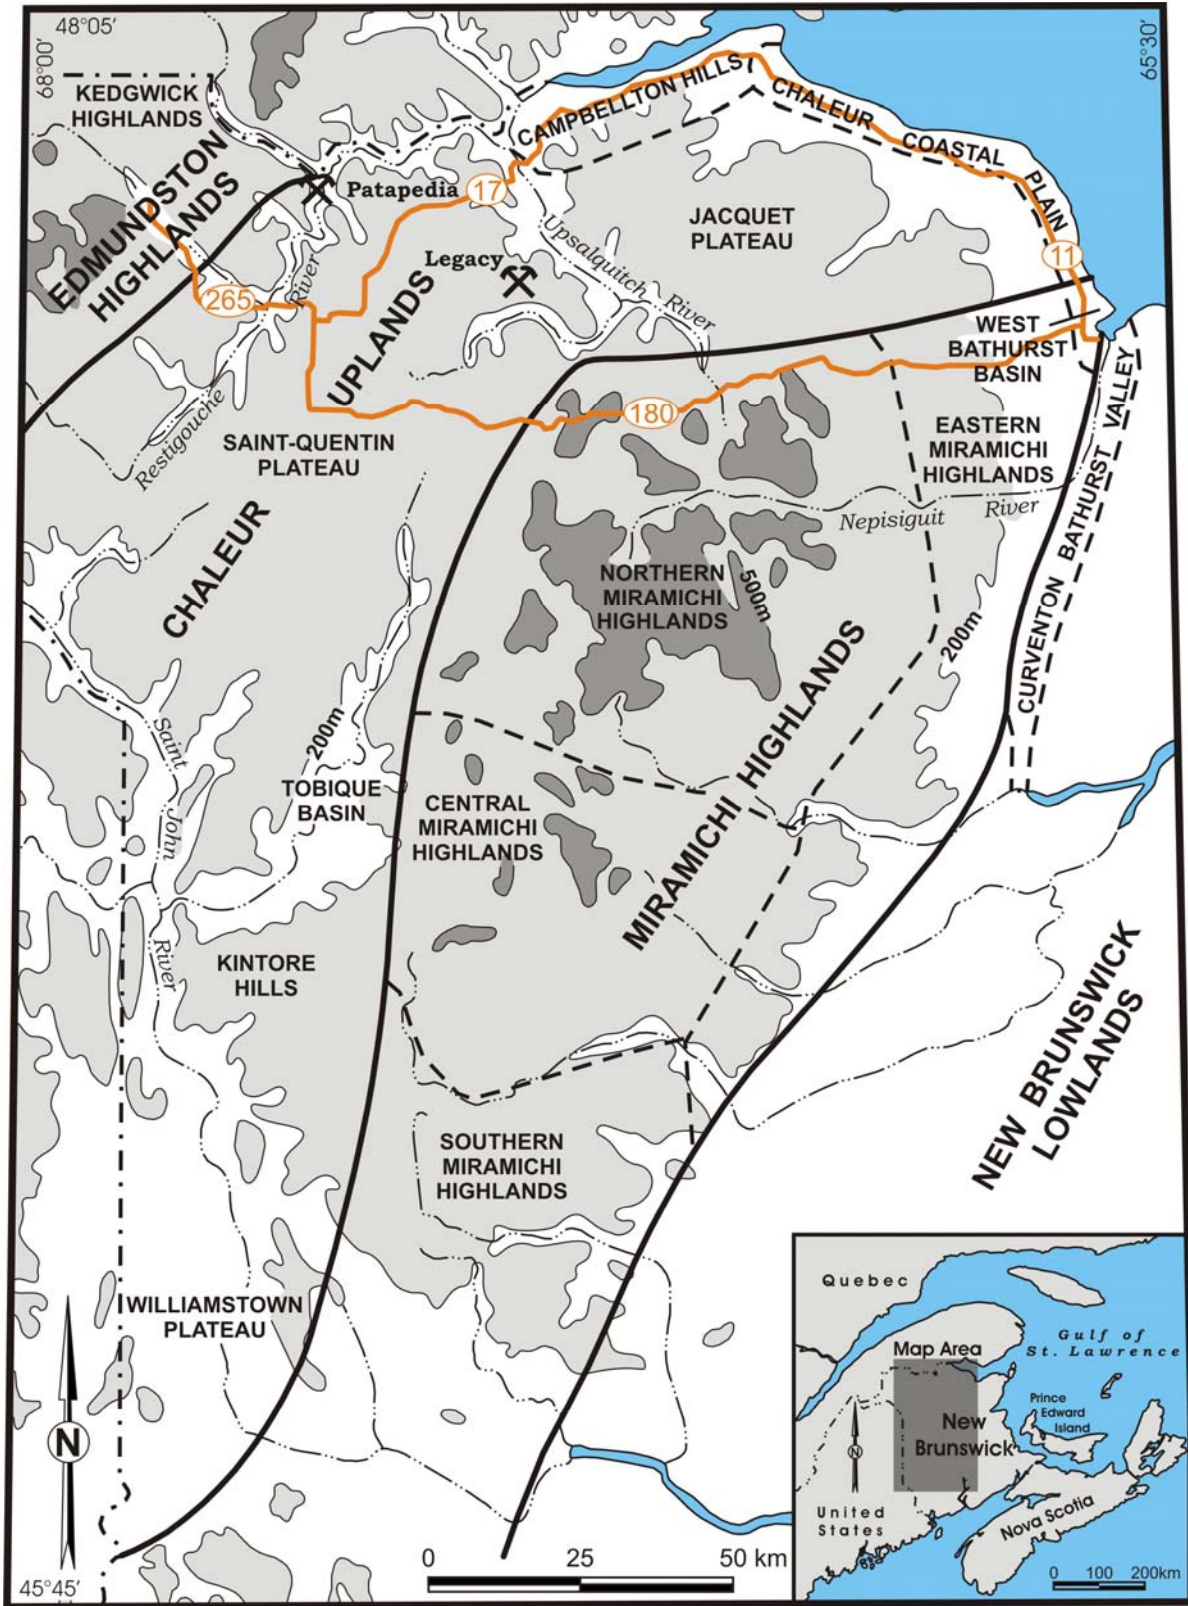 48°05′
68°00′
65°30′
KEDGWICK
HIGHLANDS
CAMPBELLTON HILLS
CHALEUR COASTAL PLAIN
EDMUNDSTON
HIGHLANDS
Patapedia
17
JACQUET
PLATEAU
Upsalquitch River
Legacy
11
265
River
UPLANDS
WEST
BATHURST
BASIN
180
Restigouche
SAINT-QUENTIN
PLATEAU
EASTERN
MIRAMICHI
HIGHLANDS
CURVENTON BATHURST VALLEY
Nepisiguit River
CHALEUR
NORTHERN
MIRAMICHI
HIGHLANDS
500m
200m
MIRAMICHI HIGHLANDS
Saint John River
200m
TOBIQUE
BASIN
CENTRAL
MIRAMICHI
HIGHLANDS
KINTORE
HILLS
NEW BRUNSWICK
LOWLANDS
SOUTHERN
MIRAMICHI
HIGHLANDS
WILLIAMSTOWN
PLATEAU
N
45°45′
0 25 50 km
Quebec
Gulf of
St. Lawrence
Map Area
Prince
Edward
Island
New
Brunswick
N
United
States
Nova Scotia
0 100 200km